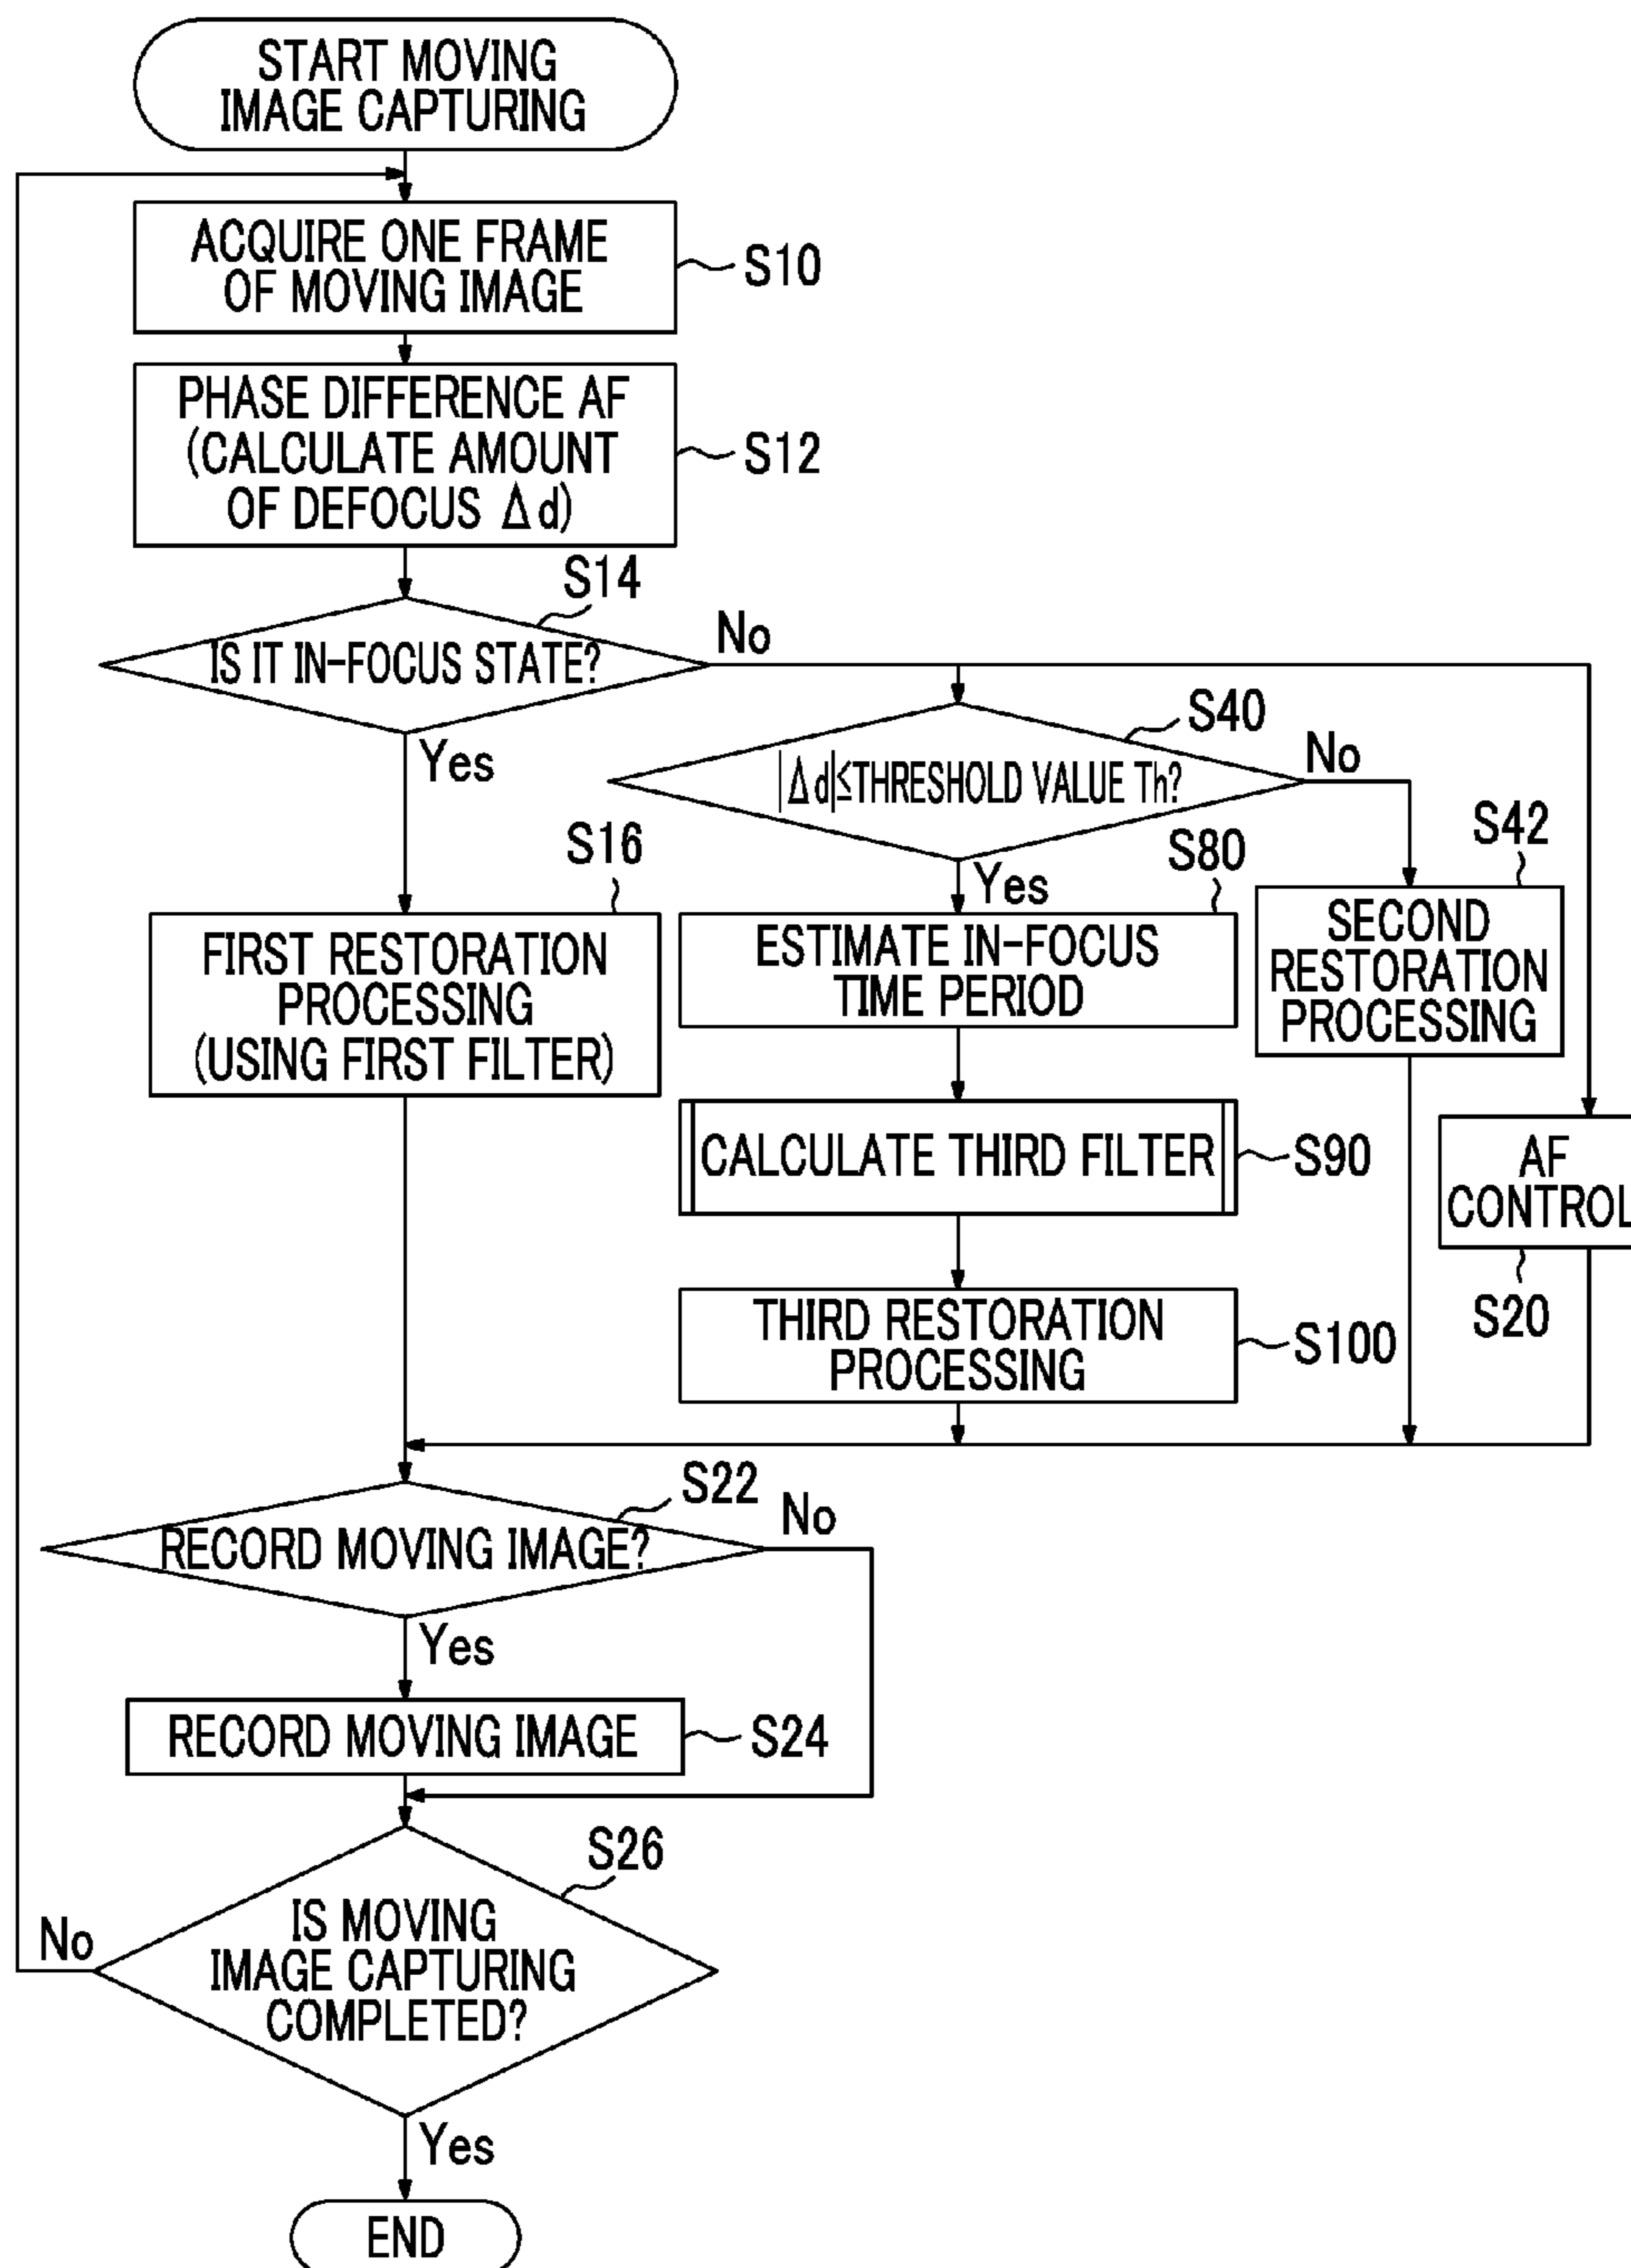 START MOVING
IMAGE CAPTURING
ACQUIRE ONE FRAME
OF MOVING IMAGE
S10
PHASE DIFFERENCE AF
(CALCULATE AMOUNT
OF DEFOCUS Δd)
S12
S14
IS IT IN-FOCUS STATE?
No
Yes
S40
|Δd|≦THRESHOLD VALUE Th?
No
Yes
S16
FIRST RESTORATION
PROCESSING
(USING FIRST FILTER)
S80
ESTIMATE IN-FOCUS
TIME PERIOD
S42
SECOND
RESTORATION
PROCESSING
CALCULATE THIRD FILTER
S90
AF
CONTROL
S20
THIRD RESTORATION
PROCESSING
S100
S22
RECORD MOVING IMAGE?
No
Yes
RECORD MOVING IMAGE
S24
S26
IS MOVING
IMAGE CAPTURING
COMPLETED?
No
Yes
END